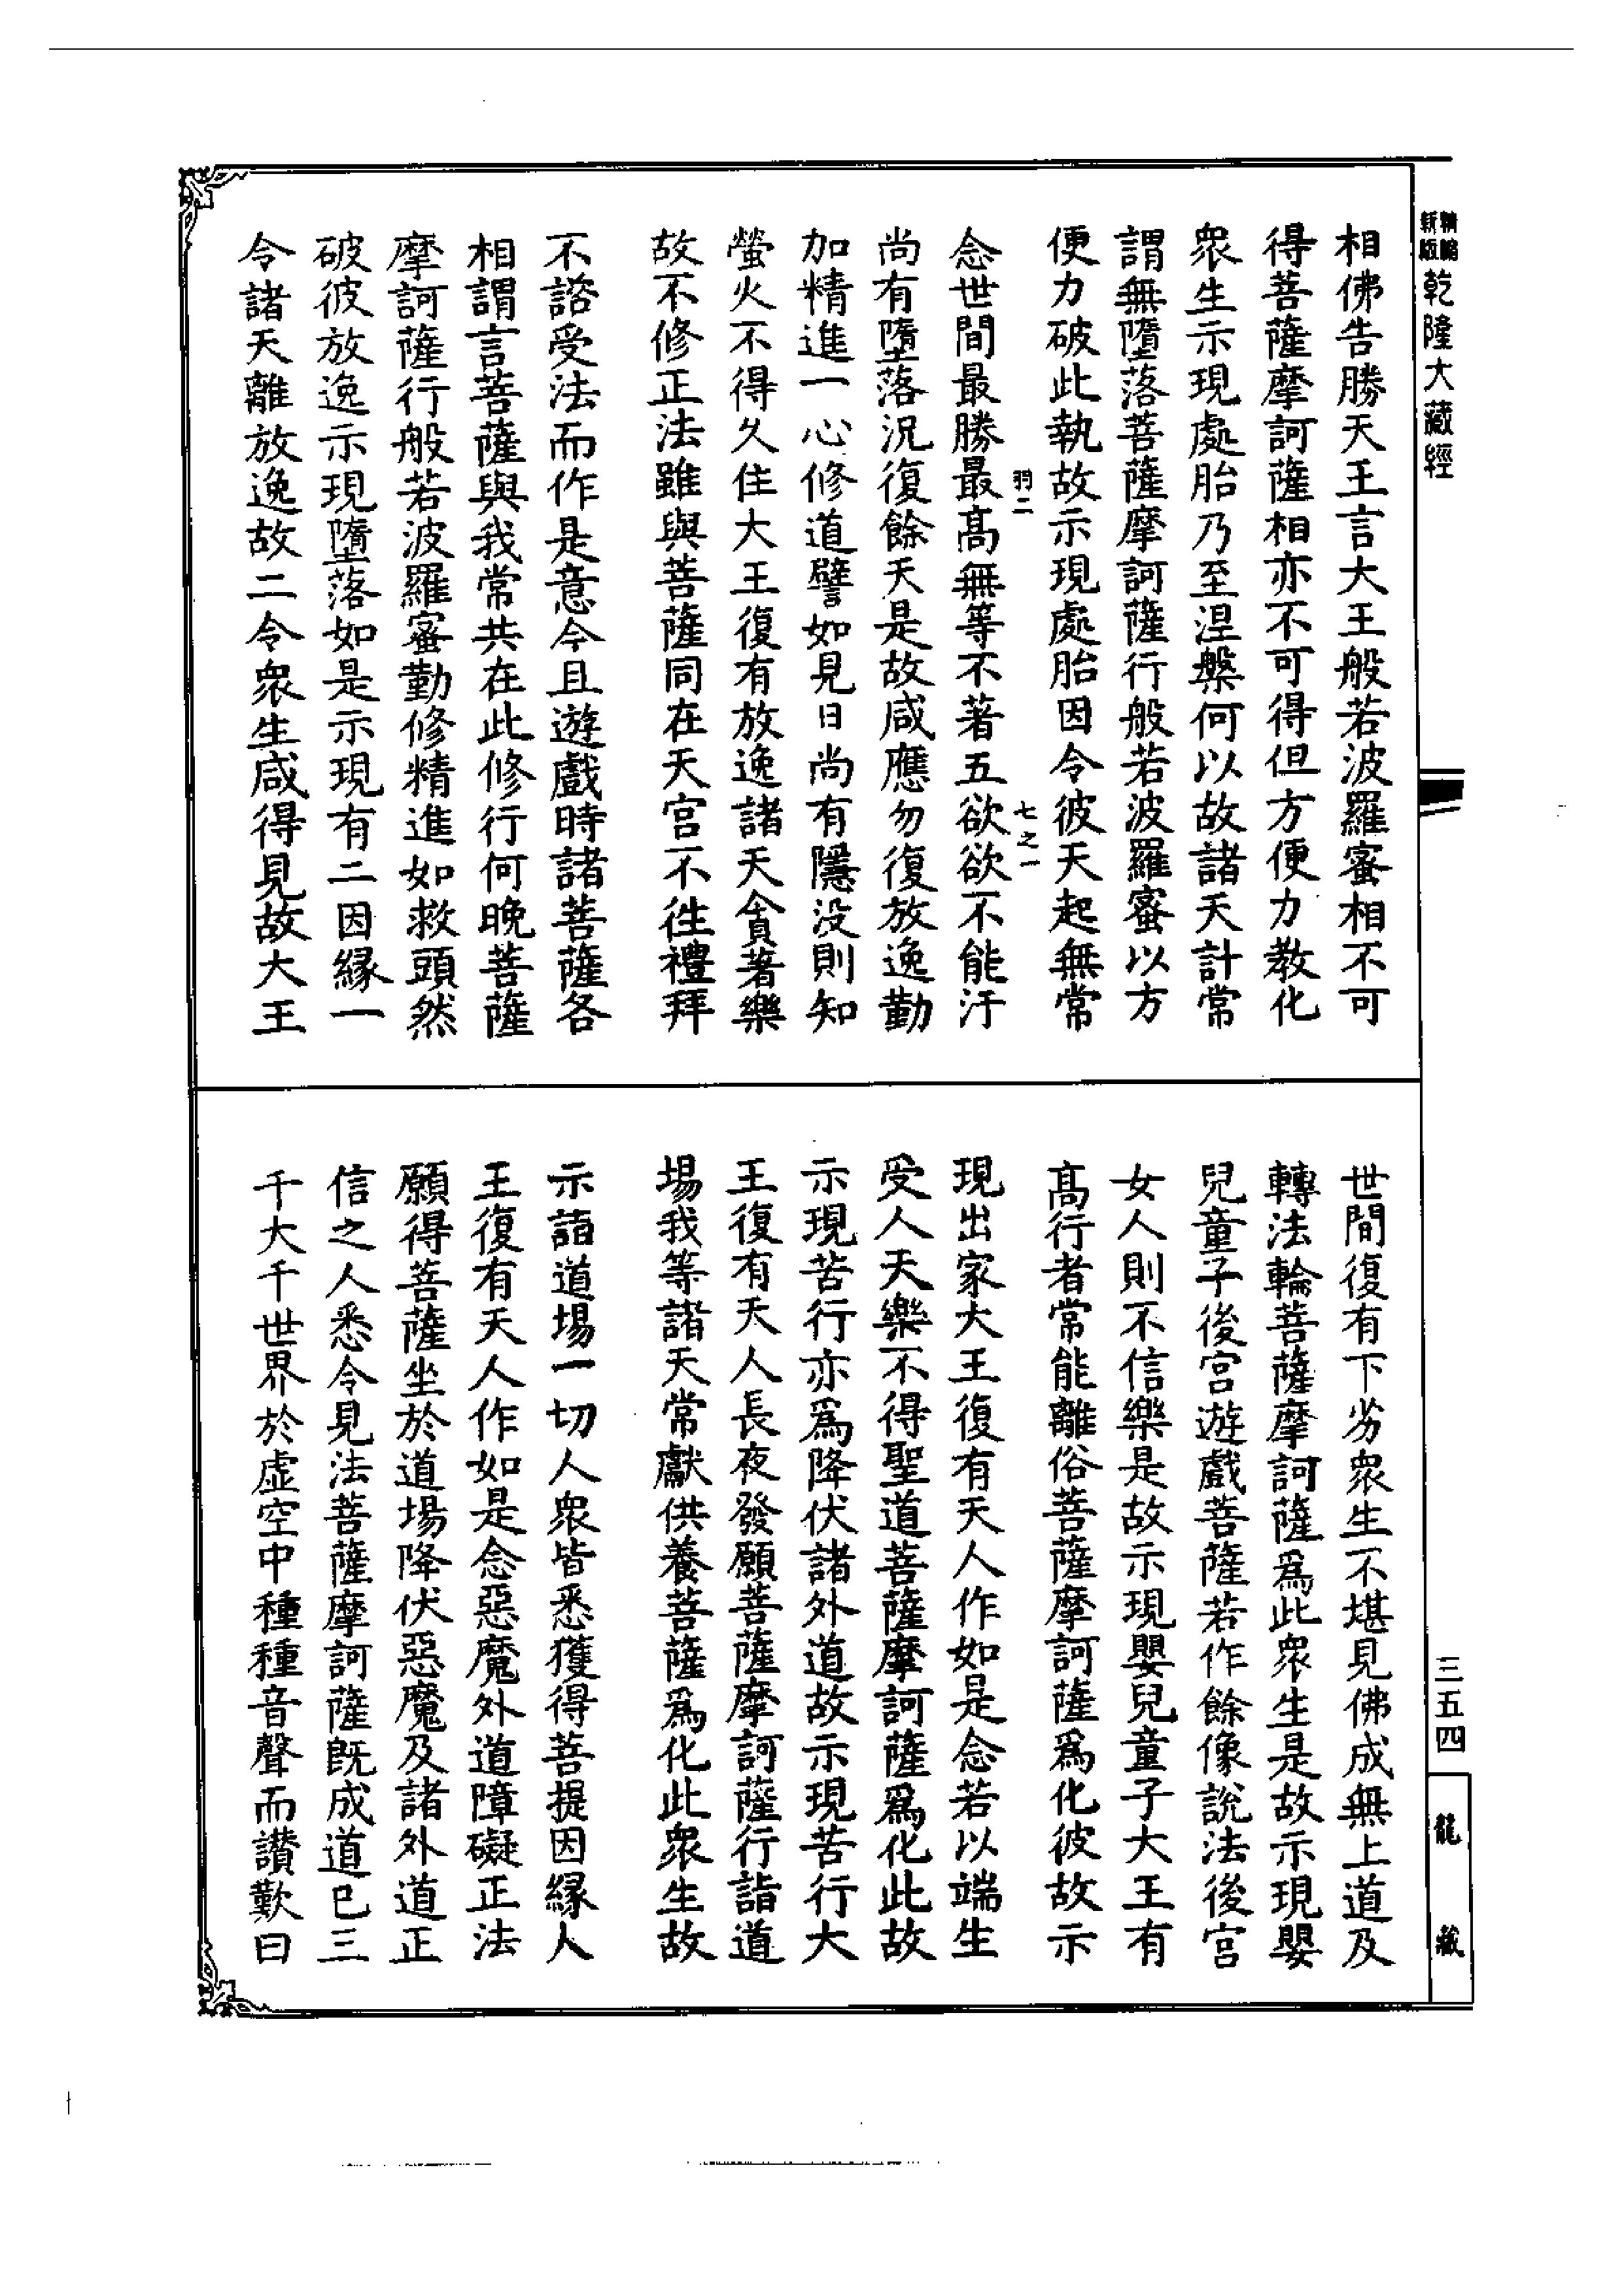 新版
精縮
乾隆大藏經
相佛告勝天王言大王般若波羅蜜相不可
得菩薩摩訶薩相亦不可得但方便力教化
衆生示現處胎乃至涅槃何以故諸天計常
謂無墮落菩薩摩訶薩行般若波羅蜜以方
便力破此執故示現處胎因令彼天起無常
羽二
七之一
念世間最勝最高無等不著五欲欲不能汙
尚有墮落況復餘天是故咸應勿復放逸勤
加精進一心修道譬如見日尚有隱没則知
螢火不得久住大王復有放逸諸天貪著樂
故不修正法雖與菩薩同在天宮不徃禮拜
不諮受法而作是意今且遊戲時諸菩薩各
相謂言菩薩與我常共在此修行何晚菩薩
摩訶薩行般若波羅蜜勤修精進如救頭然
破彼放逸示現墮落如是示現有二因縁一
令諸天離放逸故二令衆生咸得見故大王
世間復有下劣衆生不堪見佛成無上道及
轉法輪菩薩摩訶薩爲此衆生是故示現嬰
兒童子後宮遊戲菩薩若作餘像說法後宮
女人則不信樂是故示現嬰兒童子大王有
髙行者常能離俗菩薩摩訶薩爲化彼故示
現出家大王復有天人作如是念若以端坐
受人天樂不得聖道菩薩摩訶薩爲化此故
示現苦行亦爲降伏諸外道故示現苦行大
王復有天人長夜發願菩薩摩訶薩行詣道
場我等諸天常獻供養菩薩爲化此衆生故
示詣道場一切人衆皆悉獲得菩提因縁人
王復有天人作如是念惡魔外道障礙正法
願得菩薩坐於道場降伏惡魔及諸外道正
信之人悉令見法菩薩摩訶薩旣成道已三
千大千世界於虛空中種種音聲而讚歎曰
三五四
龍藏